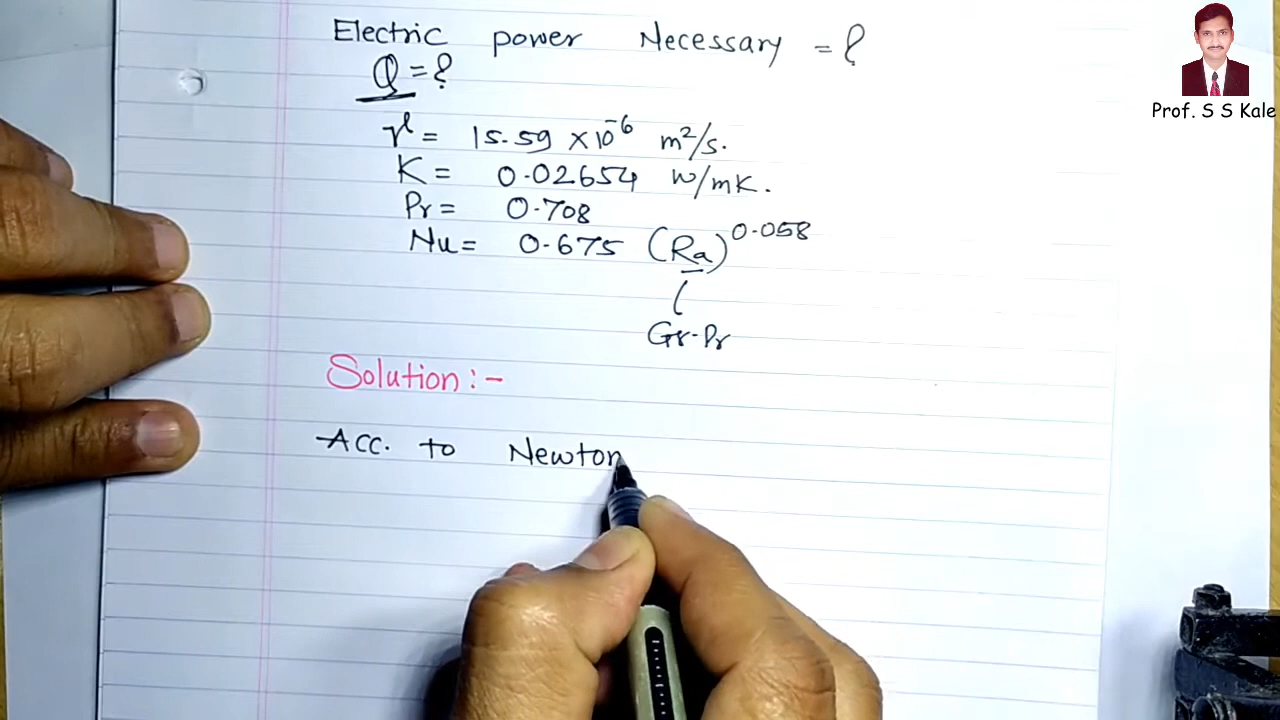 Electric power Necessary = ?
Q = ?
Prof. S S Kale
γ = 15.59 ×10⁻⁶ m²/s.
K = 0.02654 W/mK.
Pr = 0.708
Nu = 0.675 (Ra)^0.058
Gr.Pr
Solution :-
Acc. to Newton